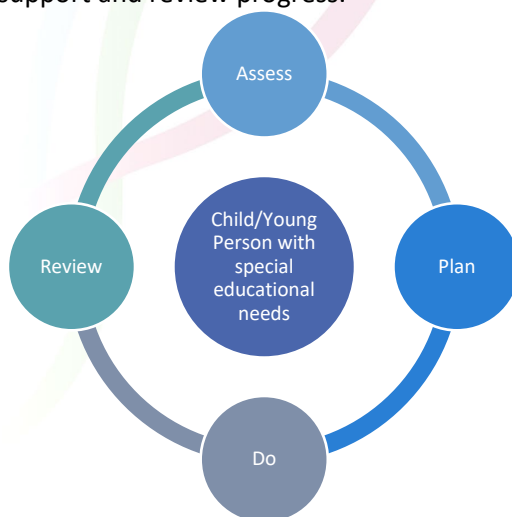 support and review progress.
Assess
Child/Young
Person with
special
educational
needs
Review
Plan
Do